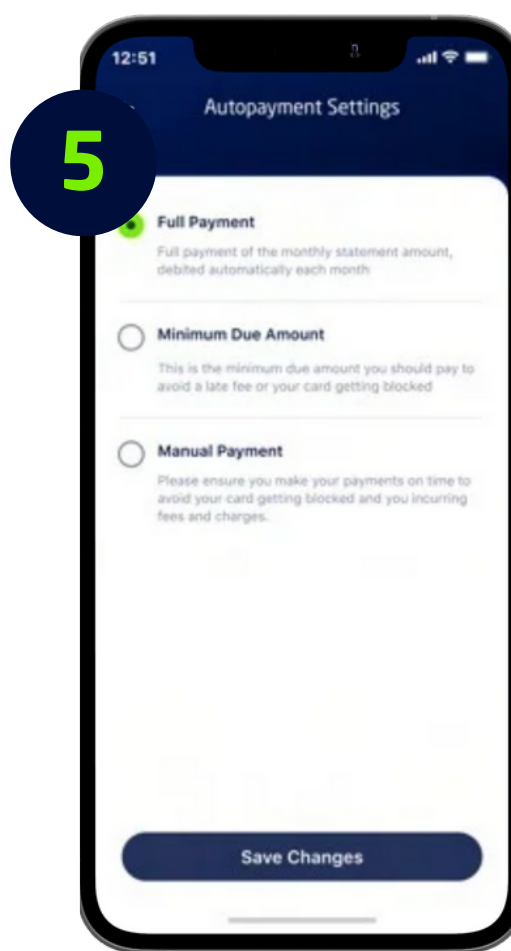 12:51
Autopayment Settings
5
Full Payment
Full payment of the monthly statement amount,
debited automatically each month
Minimum Due Amount
This is the minimum due amount you should pay to
avoid a late fee or your card getting blocked
Manual Payment
Please ensure you make your payments on time to
avoid your card getting blocked and you incurring
fees and charges.
Save Changes